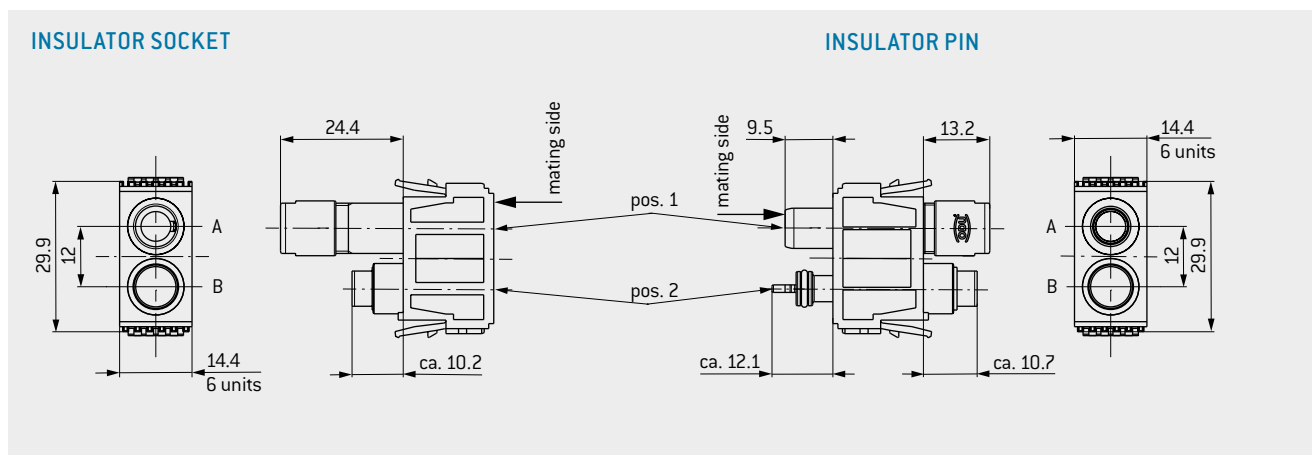 INSULATOR SOCKET
INSULATOR PIN
24.4
mating side
mating side
9.5
13.2
14.4
6 units
pos. 1
A
A
29.9
12
12
29.9
B
B
pos. 2
ODU
14.4
6 units
ca. 10.2
ca. 12.1
ca. 10.7